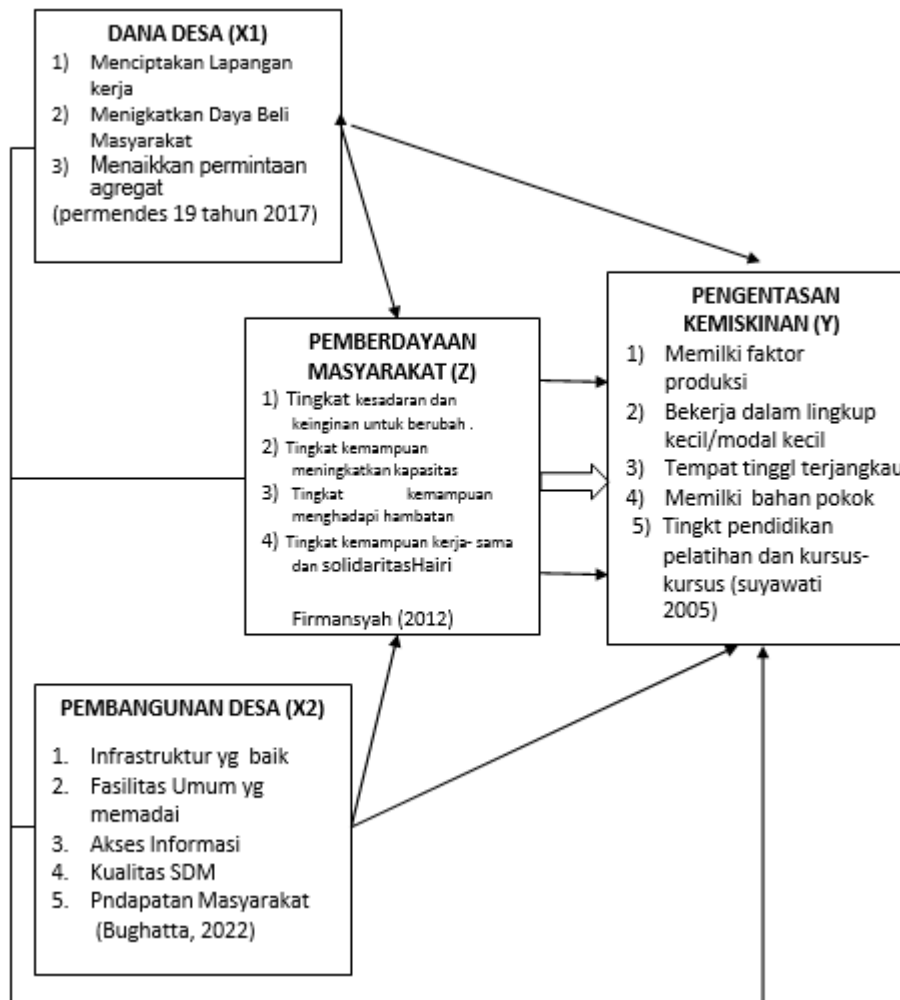 DANA DESA (X1)
1) Menciptakan Lapangan
kerja
2) Menigkatkan Daya Beli
Masyarakat
3) Menaikkan permintaan
agregat
(permendes 19 tahun 2017)
PEMBERDAYAAN
MASYARAKAT (Z)
1) Tingkat kesadaran dan
keinginan untuk berubah .
2) Tingkat kemampuan
meningkatkan kapasitas
3) Tingkat kemampuan
menghadapi hambatan
4) Tingkat kemampuan kerja- sama
dan solidaritasHairi
Firmansyah (2012)
PENGENTASAN
KEMISKINAN (Y)
1) Memilki faktor
produksi
2) Bekerja dalam lingkup
kecil/modal kecil
3) Tempat tinggl terjangkau
4) Memilki bahan pokok
5) Tingkt pendidikan
pelatihan dan kursus-
kursus (suyawati
2005)
PEMBANGUNAN DESA (X2)
1. Infrastruktur yg baik
2. Fasilitas Umum yg
memadai
3. Akses Informasi
4. Kualitas SDM
5. Pndapatan Masyarakat
(Bughatta, 2022)